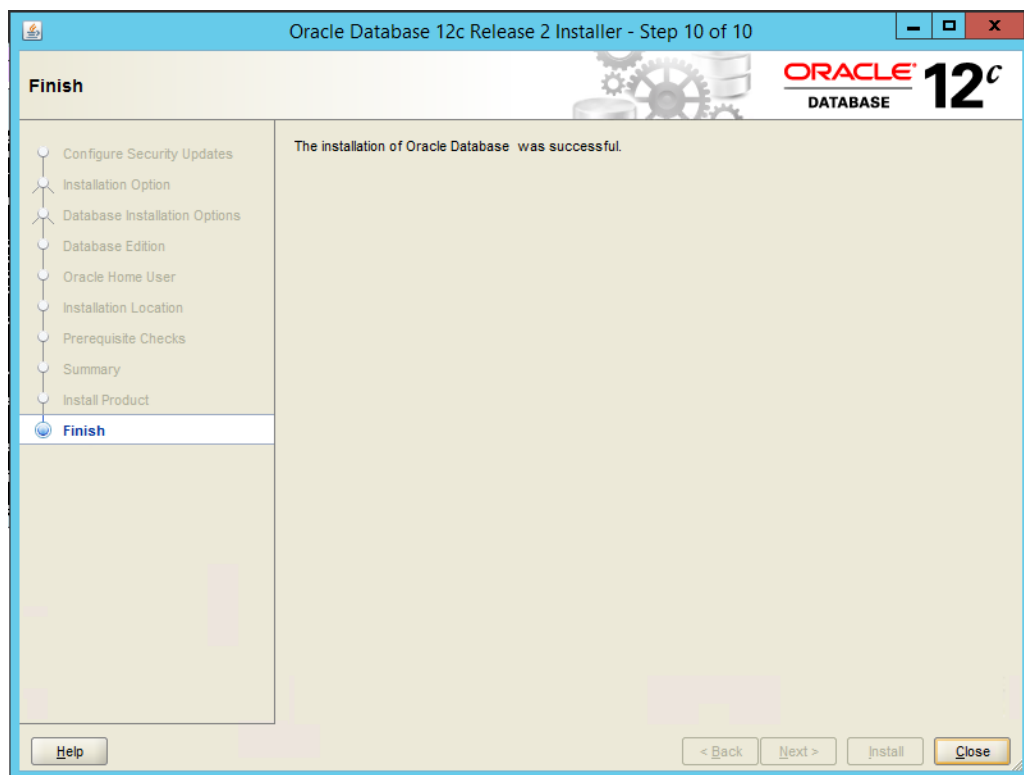 Oracle Database 12c Release 2 Installer - Step 10 of 10
Finish
ORACLE
DATABASE
12c
Configure Security Updates
Installation Option
Database Installation Options
Database Edition
Oracle Home User
Installation Location
Prerequisite Checks
Summary
Install Product
Finish
The installation of Oracle Database  was successful.
Help
< Back
Next >
Install
Close